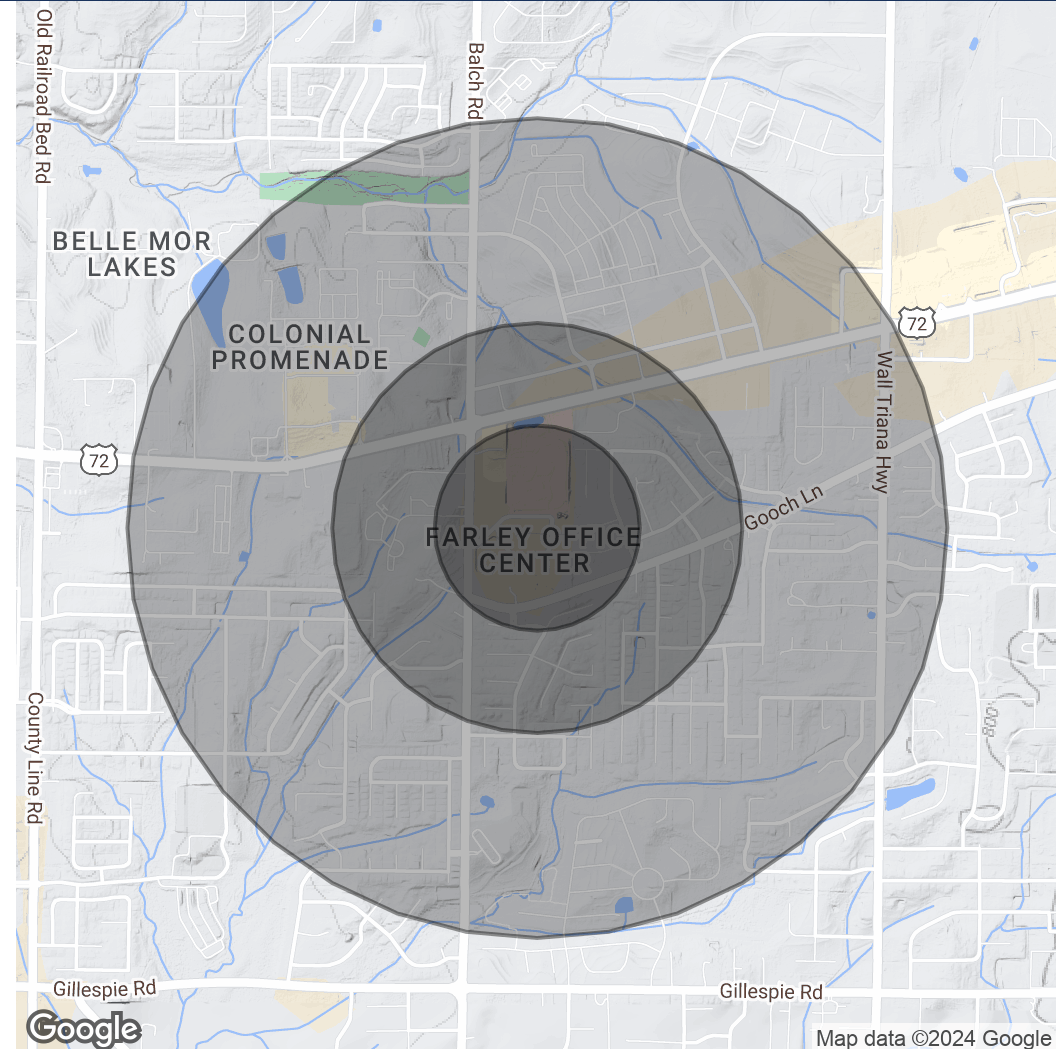 Old Railroad Bed Rd
Balch Rd
BELLE MOR
LAKES
COLONIAL
PROMENADE
72
Wall Triana Hwy
72
Gooch Ln
FARLEY OFFICE
CENTER
County Line Rd
Gillespie Rd
Gillespie Rd
Google
Map data ©2024 Google